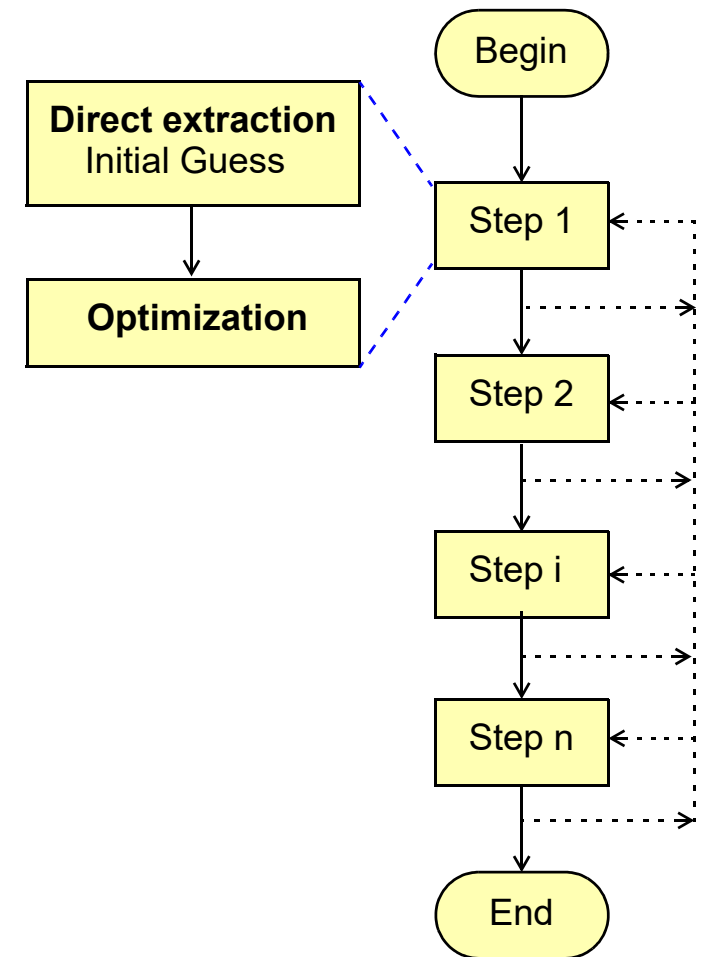 Begin
Direct extraction
Initial Guess
Optimization
Step 1
Step 2
Step i
Step n
End